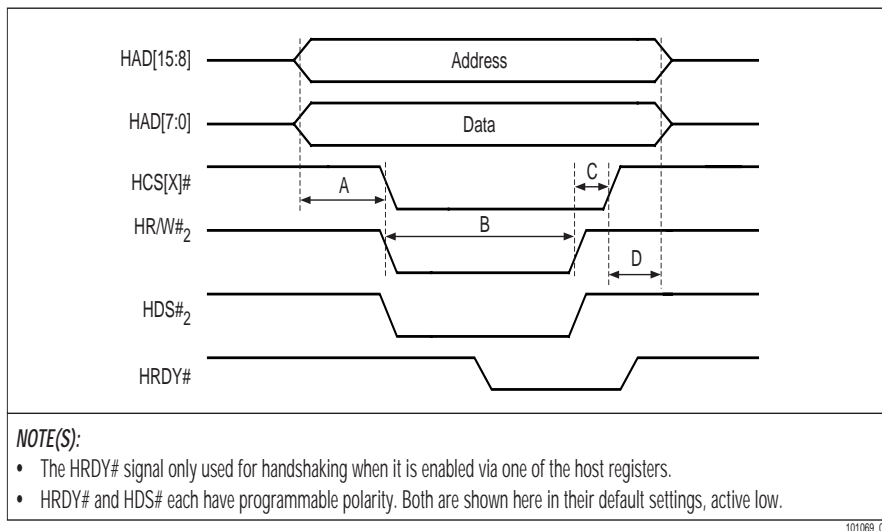 HAD[15:8]
Address
HAD[7:0]
Data
HCS[X]#
A
C
HR/W#2
B
D
HDS#2
HRDY#
NOTE(S):
• The HRDY# signal only used for handshaking when it is enabled via one of the host registers.
• HRDY# and HDS# each have programmable polarity. Both are shown here in their default settings, active low.